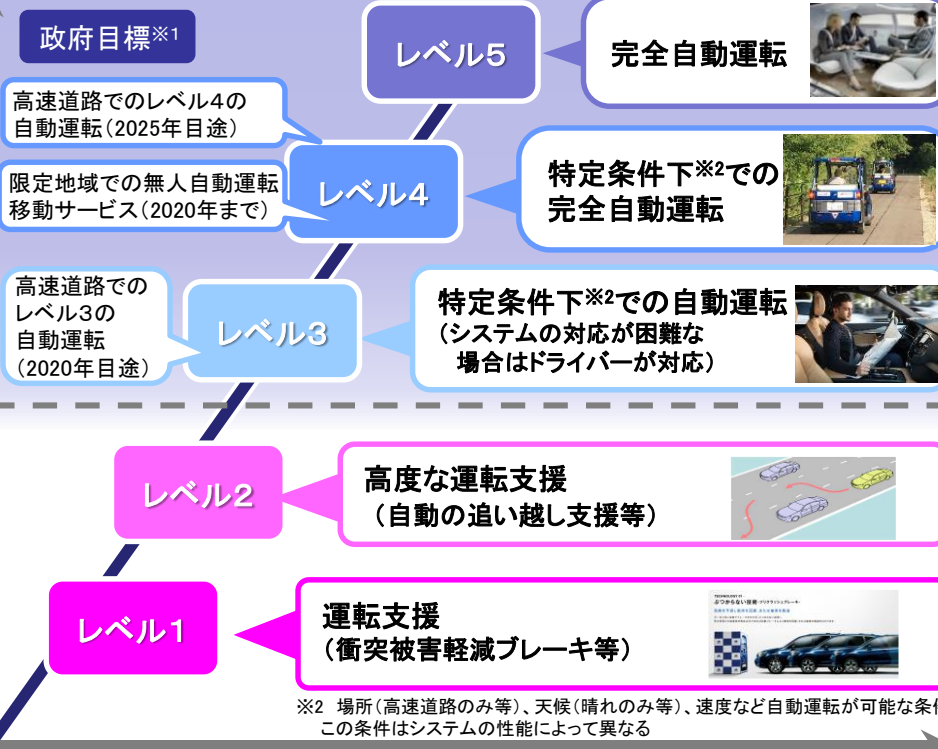 政府目標※1
レベル5
完全自動運転
高速道路でのレベル4の
自動運転(2025年目途)
限定地域での無人自動運転
移動サービス(2020年まで)
レベル4
特定条件下※2での
完全自動運転
高速道路での
レベル3の
自動運転
(2020年目途)
レベル3
特定条件下※2での自動運転
(システムの対応が困難な
場合はドライバーが対応)
レベル2
高度な運転支援
(自動の追い越し支援等)
レベル1
運転支援
(衝突被害軽減ブレーキ等)
ぶつからない技術
※2 場所(高速道路のみ等)、天候(晴れのみ等)、速度など自動運転が可能な条件
この条件はシステムの性能によって異なる